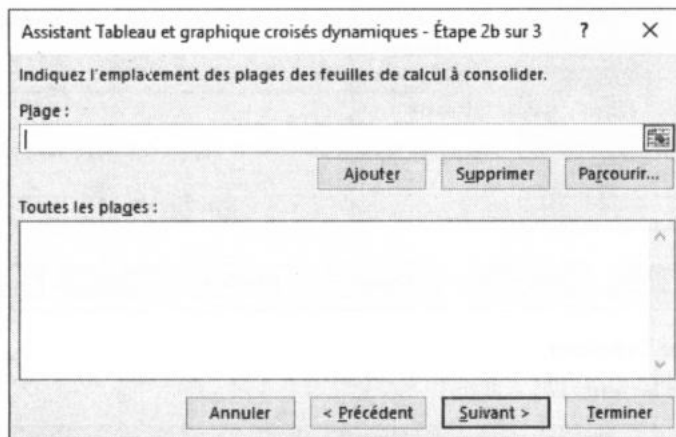 Assistant Tableau et graphique croisés dynamiques - Étape 2b sur 3 ? ×
Indiquez l'emplacement des plages des feuilles de calcul à consolider.
Plage :
Ajouter Supprimer Parcourir...
Toutes les plages :
Annuler < Précédent Suivant > Terminer